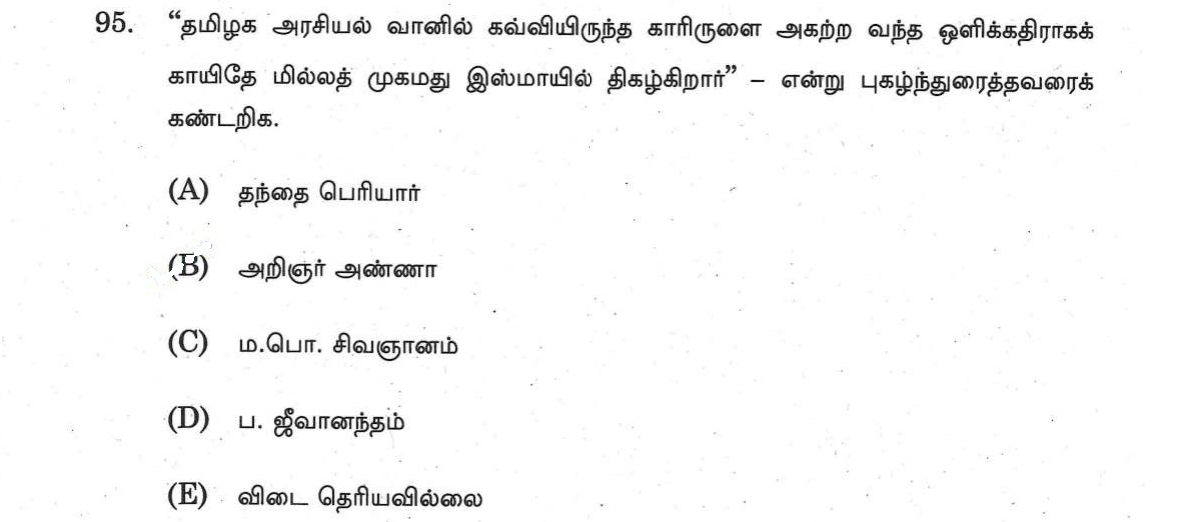 95. “தமிழக அரசியல் வானில் கவ்வியிருந்த காரிருளை அகற்ற வந்த ஒளிக்கதிராகக்
காயிதே மில்லத் முகமது இஸ்மாயில் திகழ்கிறார்” – என்று புகழ்ந்துரைத்தவரைக்
கண்டறிக.
(A) தந்தை பெரியார்
(B) அறிஞர் அண்ணா
(C) ம.பொ. சிவஞானம்
(D) ப. ஜீவானந்தம்
(E) விடை தெரியவில்லை